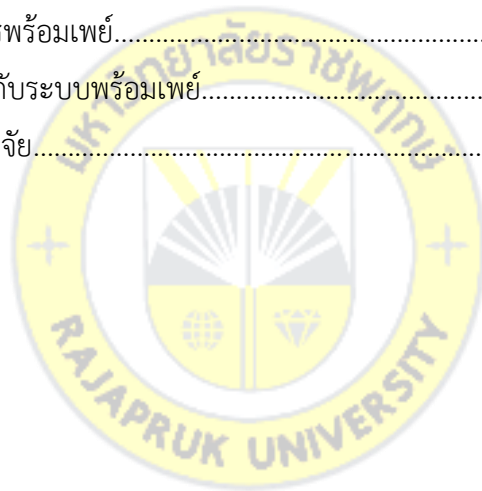 รพร้อมเพย์..........................................................
กับระบบพร้อมเพย์............................................
จัย.....................................................................
มหาวิทยาลัยราชพฤกษ์
RAJAPRUK UNIVERSITY